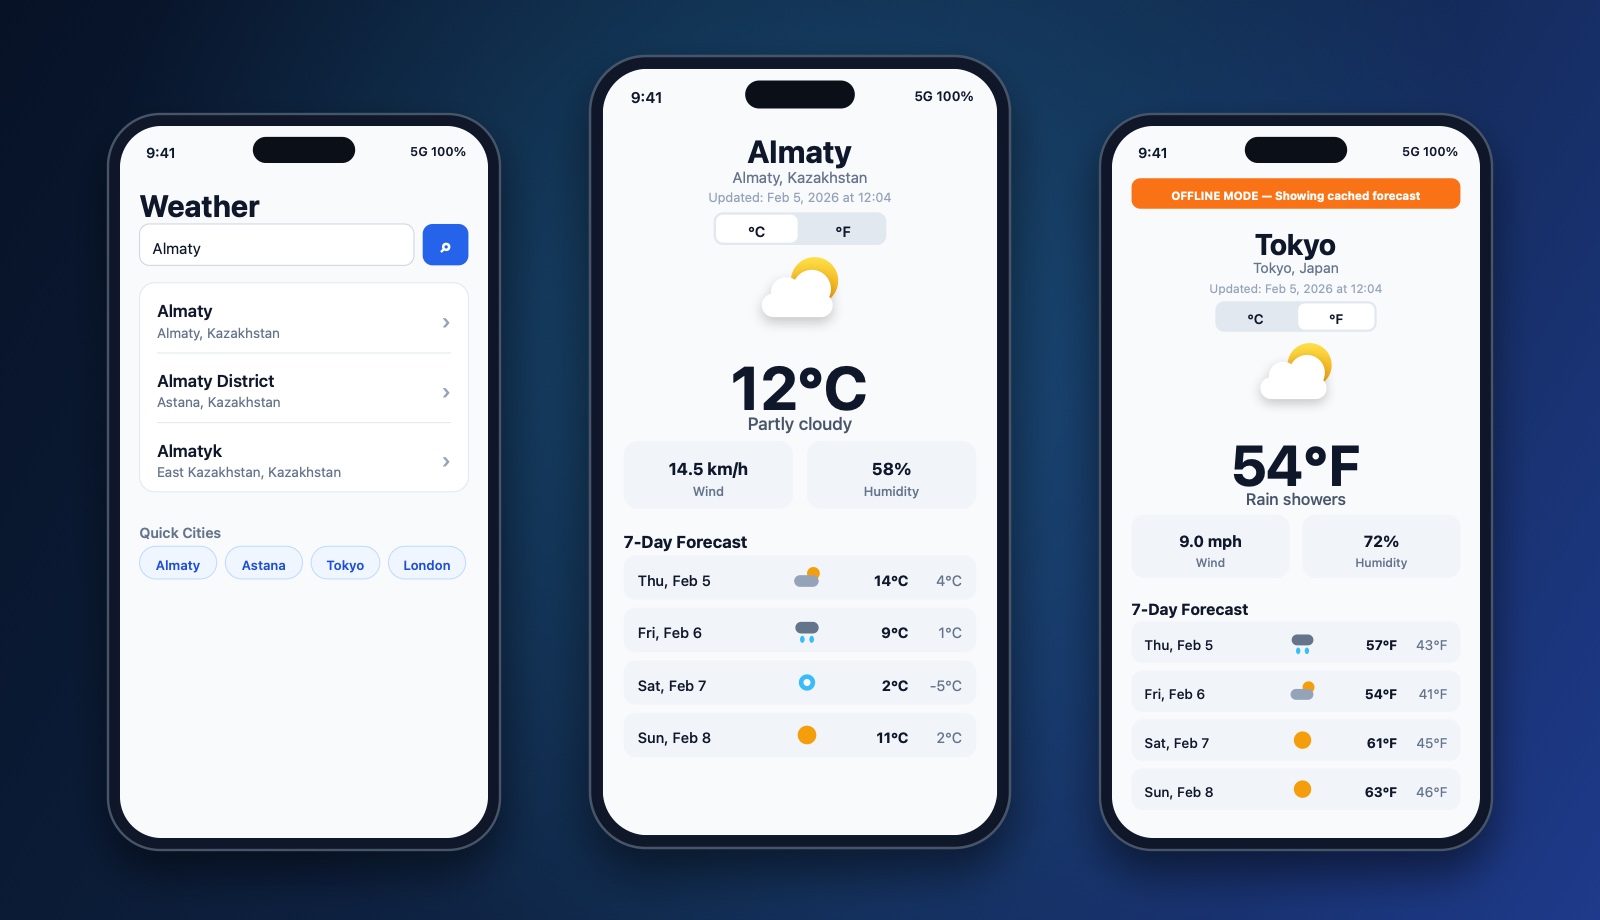 9:41
5G 100%
Weather
Almaty
Almaty
Almaty, Kazakhstan
Almaty District
Astana, Kazakhstan
Almatyk
East Kazakhstan, Kazakhstan
Quick Cities
Almaty Astana Tokyo London
9:41
5G 100%
Almaty
Almaty, Kazakhstan
Updated: Feb 5, 2026 at 12:04
°C °F
12°C
Partly cloudy
14.5 km/h 58%
Wind Humidity
7-Day Forecast
Thu, Feb 5 14°C 4°C
Fri, Feb 6 9°C 1°C
Sat, Feb 7 2°C -5°C
Sun, Feb 8 11°C 2°C
9:41
5G 100%
OFFLINE MODE — Showing cached forecast
Tokyo
Tokyo, Japan
Updated: Feb 5, 2026 at 12:04
°C °F
54°F
Rain showers
9.0 mph 72%
Wind Humidity
7-Day Forecast
Thu, Feb 5 57°F 43°F
Fri, Feb 6 54°F 41°F
Sat, Feb 7 61°F 45°F
Sun, Feb 8 63°F 46°F